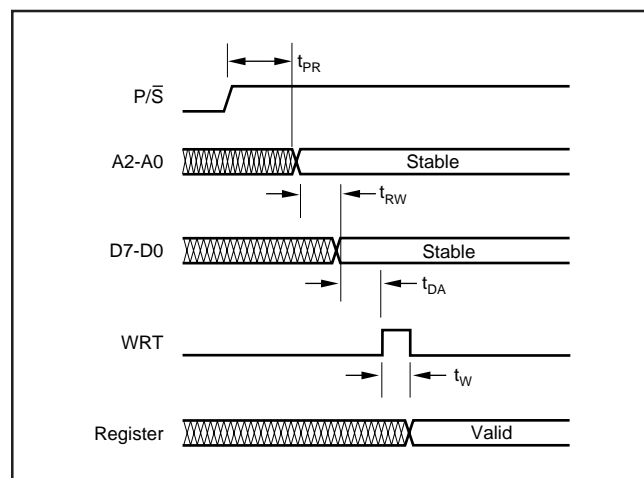 tPR
P/S̅
A2-A0
Stable
tRW
D7-D0
Stable
tDA
WRT
tW
Register
Valid